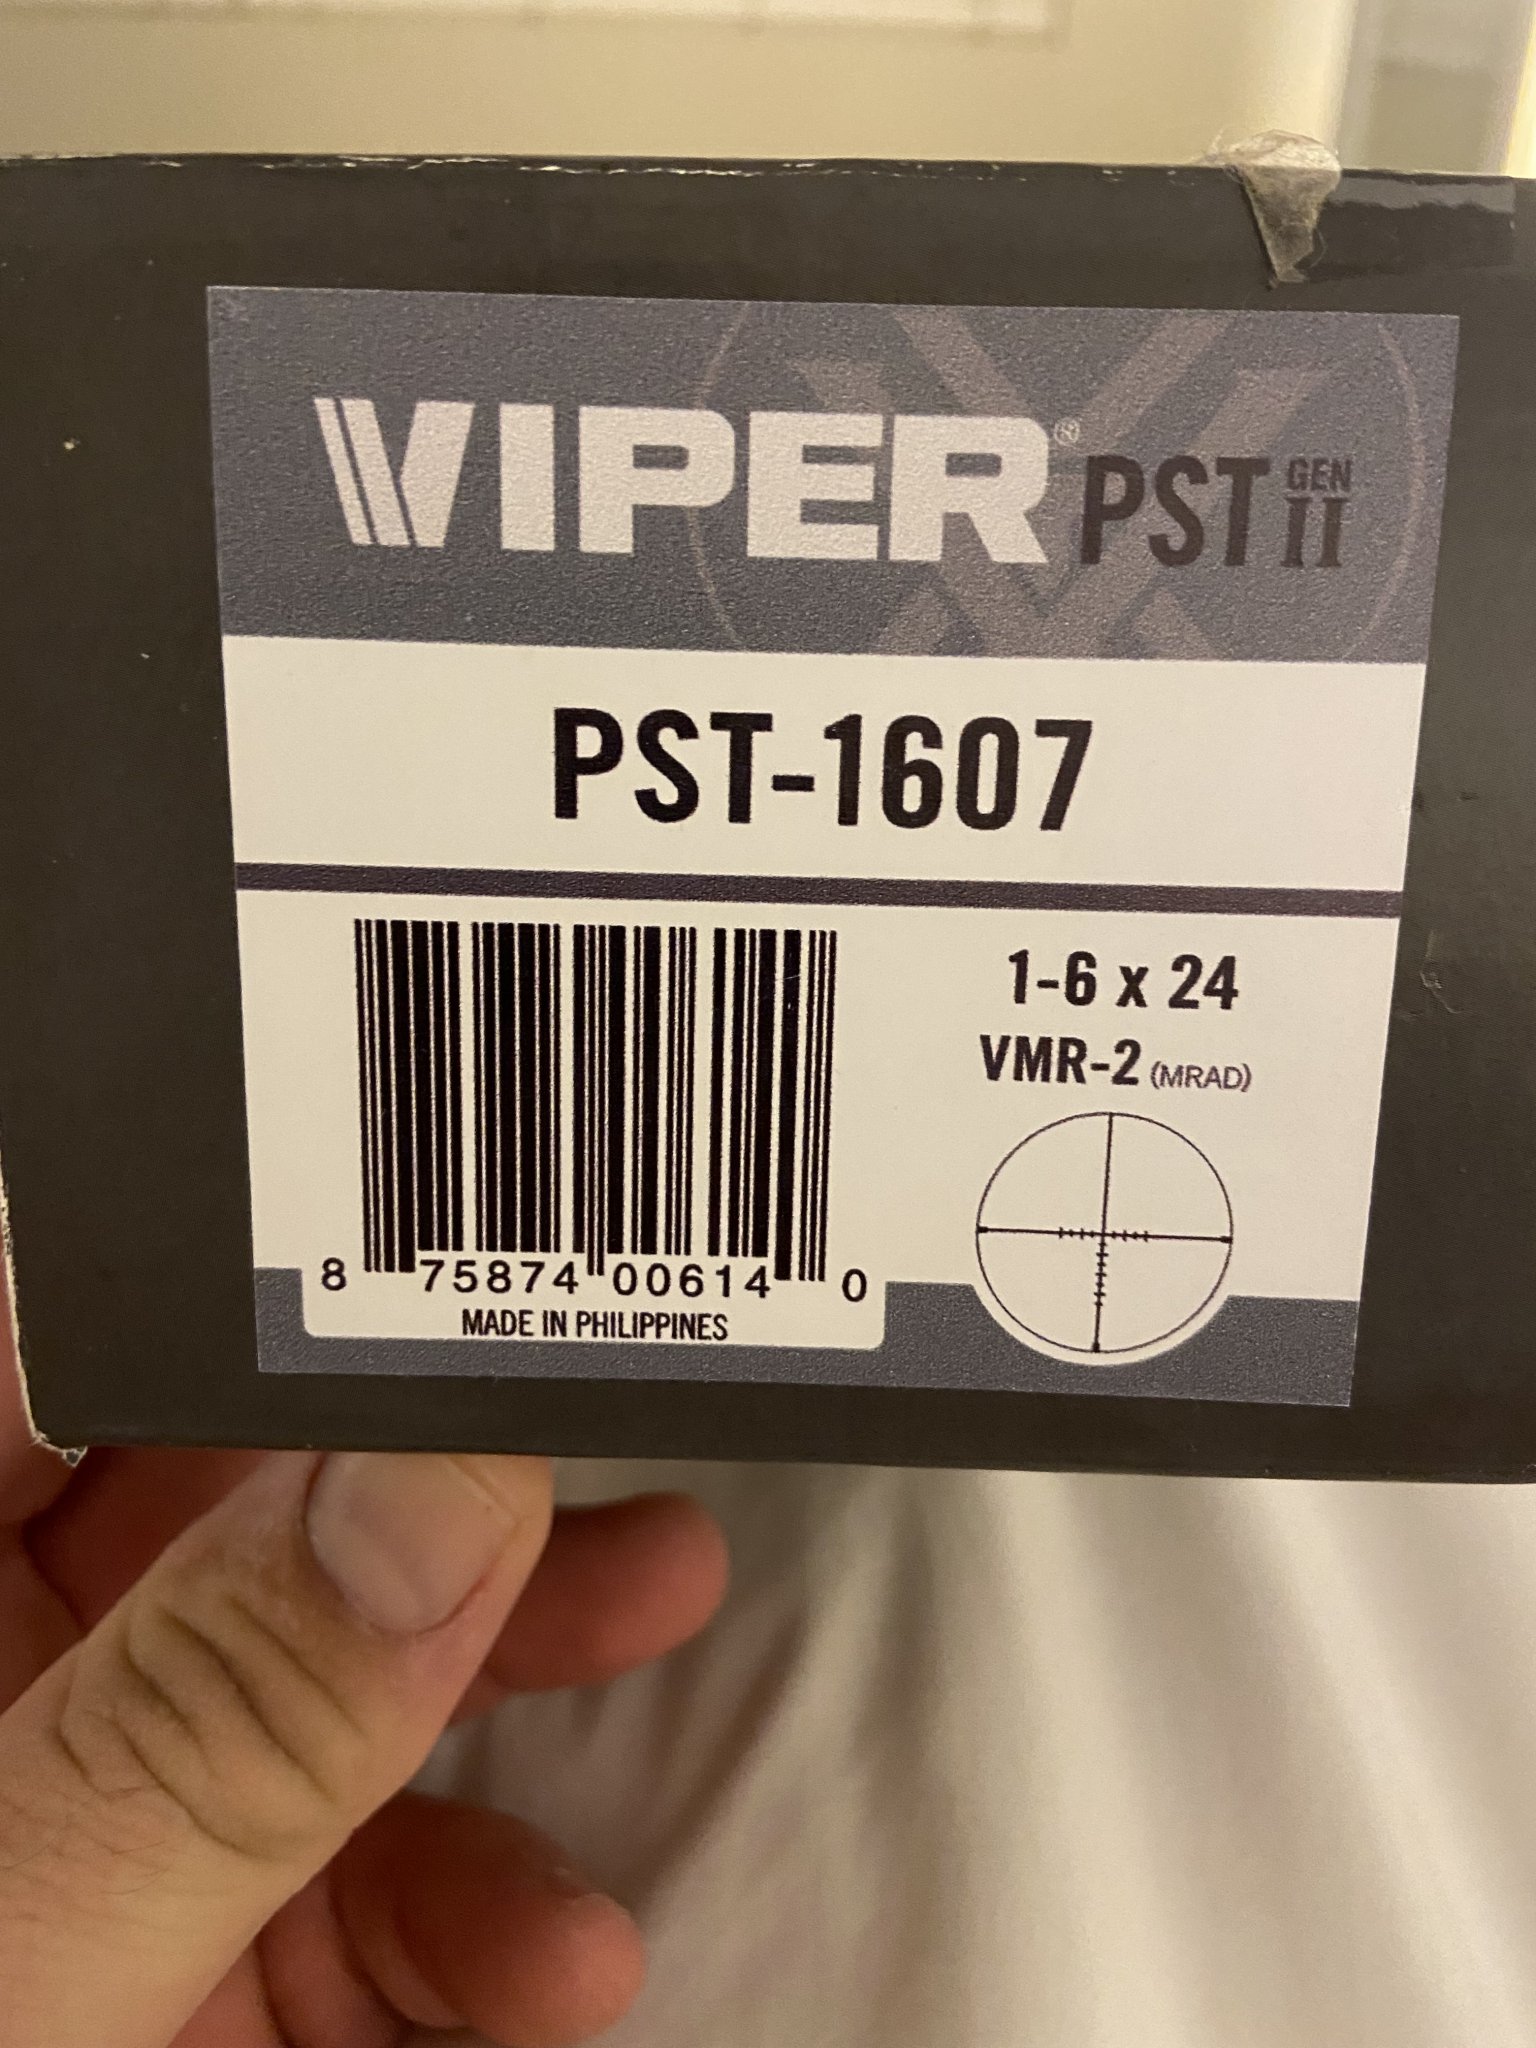 VIPER® PST GEN II
PST-1607
1-6 x 24
VMR-2 (MRAD)
8 75874 00614 0
MADE IN PHILIPPINES